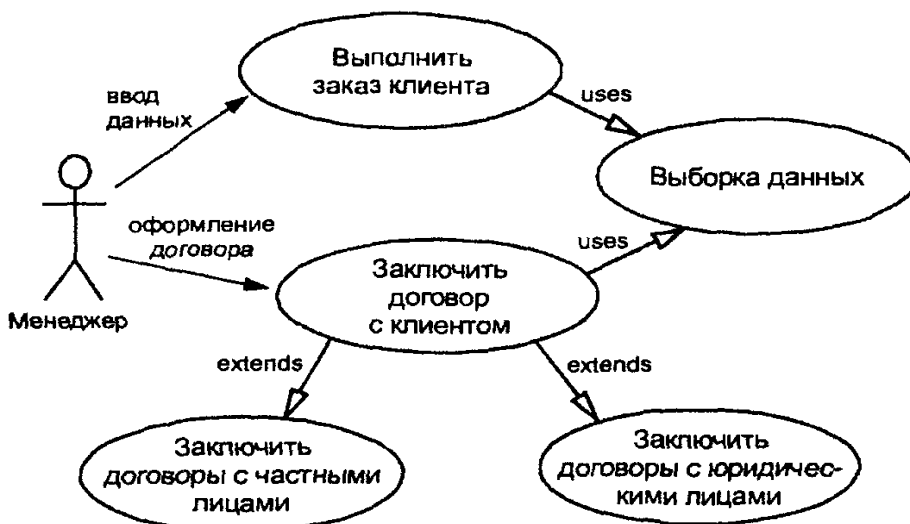 Выполнить
заказ клиента
ввод
данных
uses
Выборка данных
оформление
договора
uses
Заключить
договор
с клиентом
Менеджер
extends
extends
Заключить
договоры с частными
лицами
Заключить
договоры с юридичес-
кими лицами